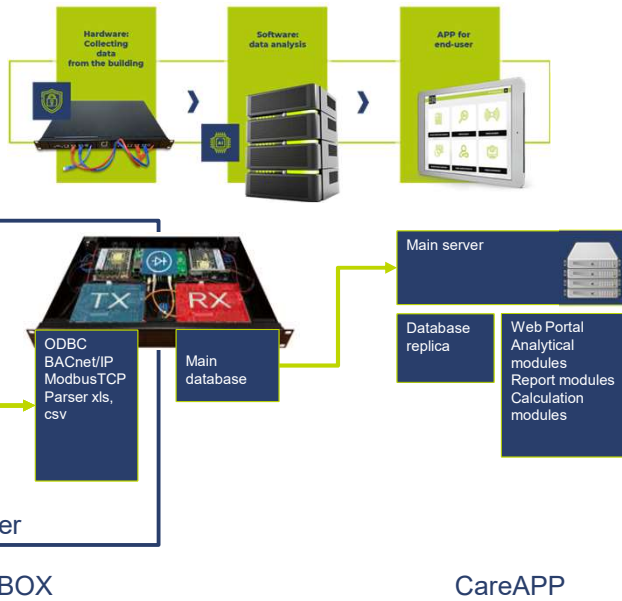 Hardware:
Collecting
data
from the building
Software:
data analysis
APP for
end-user
AI
TX
RX
ODBC
BACnet/IP
ModbusTCP
Parser xls,
csv
Main
database
Main server
Database
replica
Web Portal
Analytical
modules
Report modules
Calculation
modules
er
BOX
CareAPP